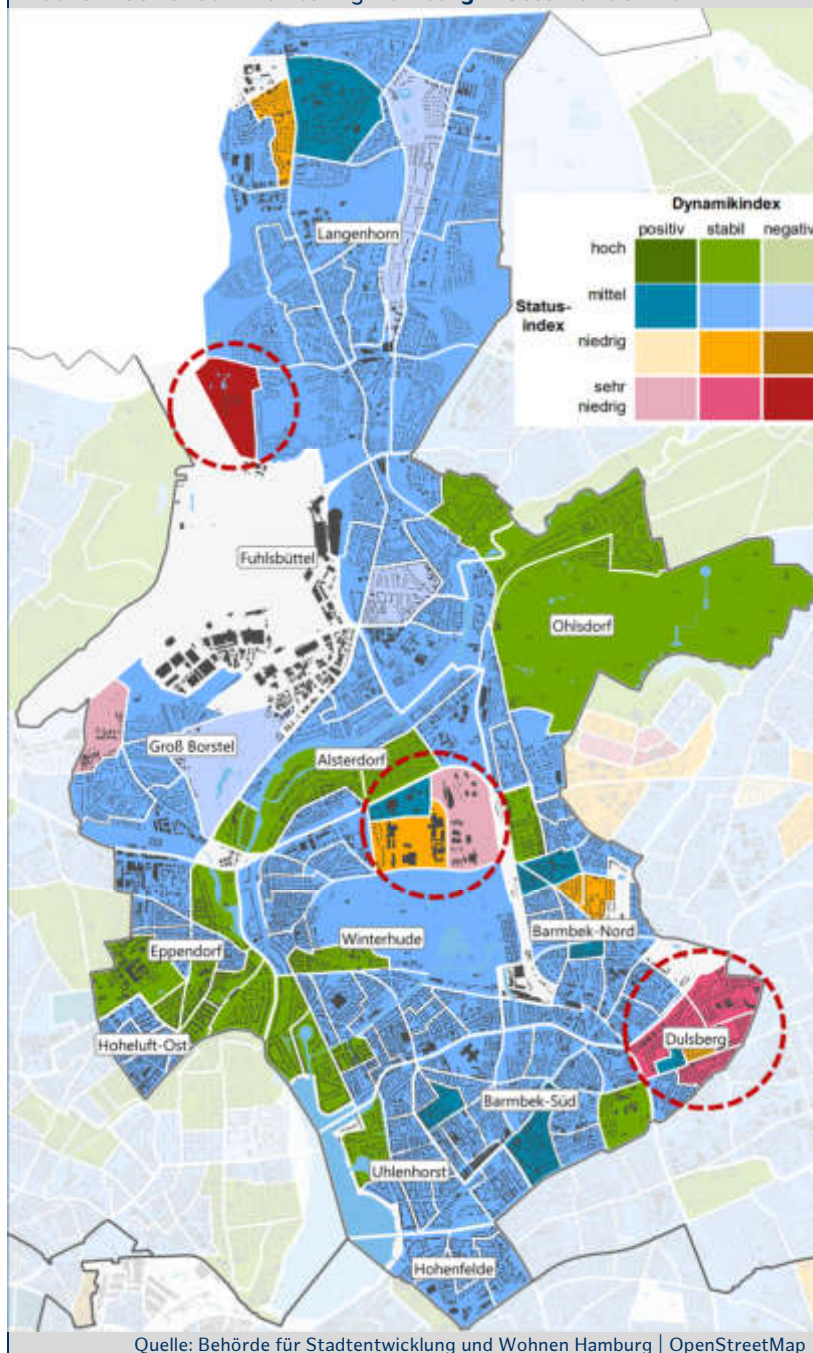 Langenhorn
Dynamikindex
positiv stabil negativ
hoch
mittel
Status-
index
niedrig
sehr
niedrig
Fuhlsbüttel
Ohlsdorf
Groß Borstel
Alsterdorf
Winterhude
Barmbek-Nord
Eppendorf
Hoheluft-Ost
Dulsberg
Barmbek-Süd
Uhlenhorst
Hohenfelde
Quelle: Behörde für Stadtentwicklung und Wohnen Hamburg | OpenStreetMap